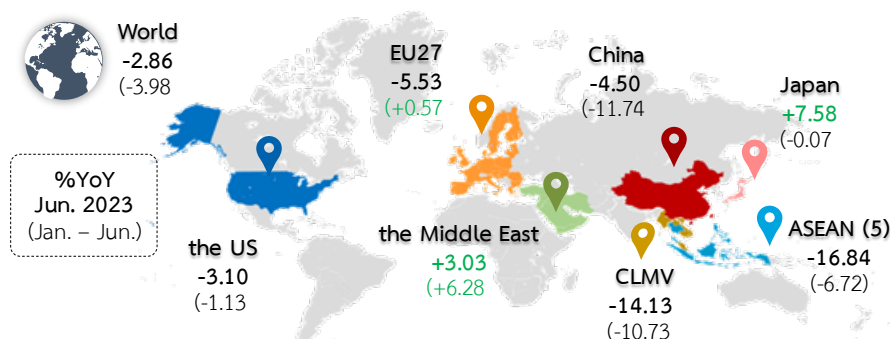 World
-2.86
(-3.98
EU27
-5.53
(+0.57
China
-4.50
(-11.74
Japan
+7.58
(-0.07
%YoY
Jun. 2023
(Jan. – Jun.)
the US
-3.10
(-1.13
the Middle East
+3.03
(+6.28
CLMV
-14.13
(-10.73
ASEAN (5)
-16.84
(-6.72)